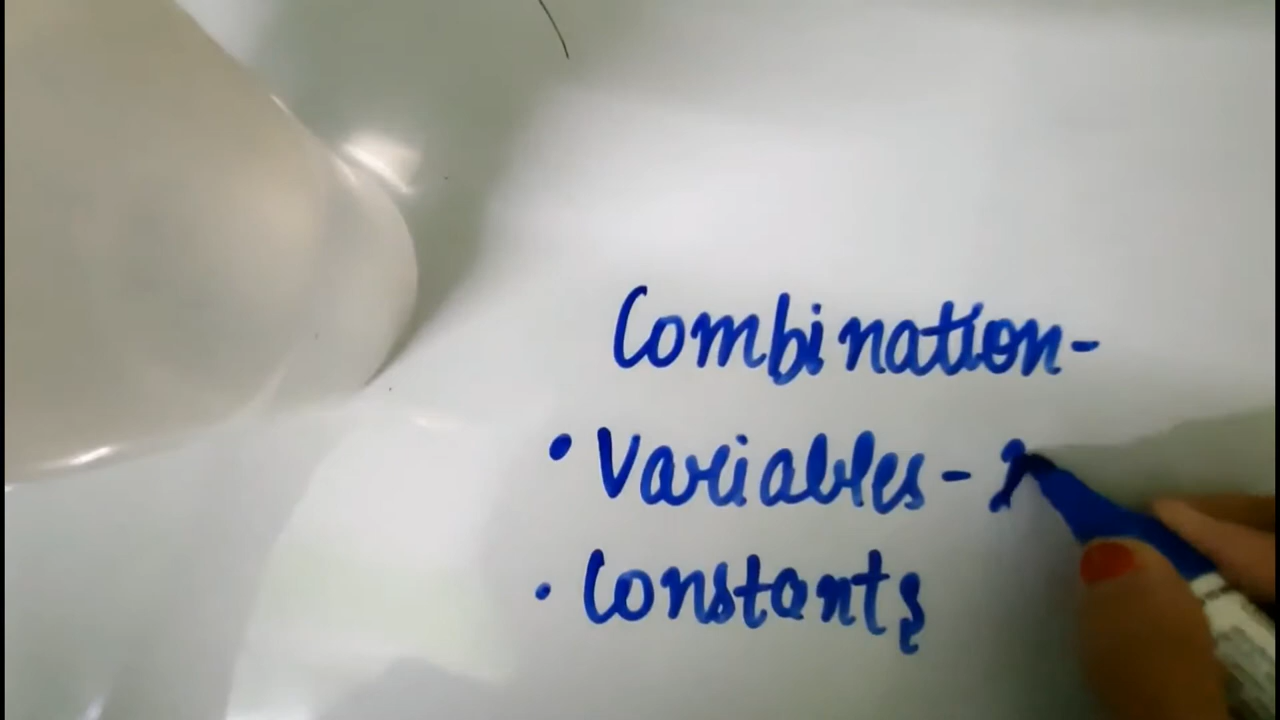 Combination-
• Variables -
• Constants